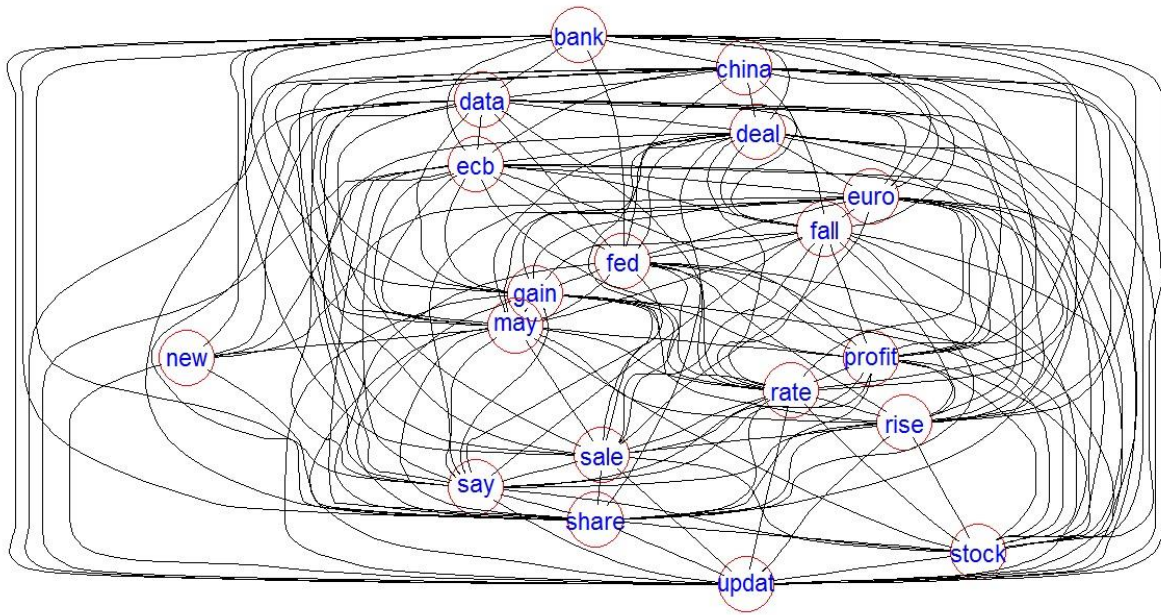 bank
china
data
deal
ecb
euro
fall
fed
gain
may
new
profit
rate
rise
sale
say
share
stock
updat